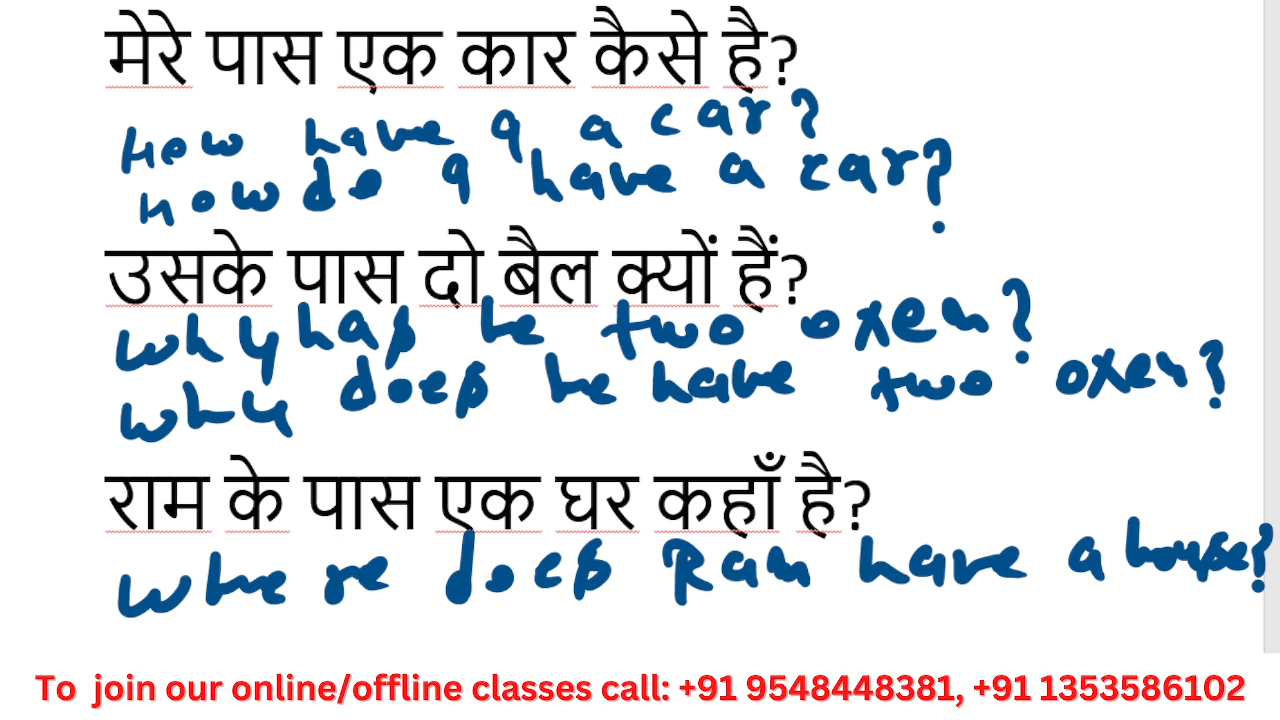 मेरे पास एक कार कैसे है?
How have I a car?
How do I have a car?
उसके पास दो बैल क्यों हैं?
Why has he two oxen?
Why does he have two oxen?
राम के पास एक घर कहाँ है?
Where does Ram have a house?
To join our online/offline classes call: +91 9548448381, +91 1353586102